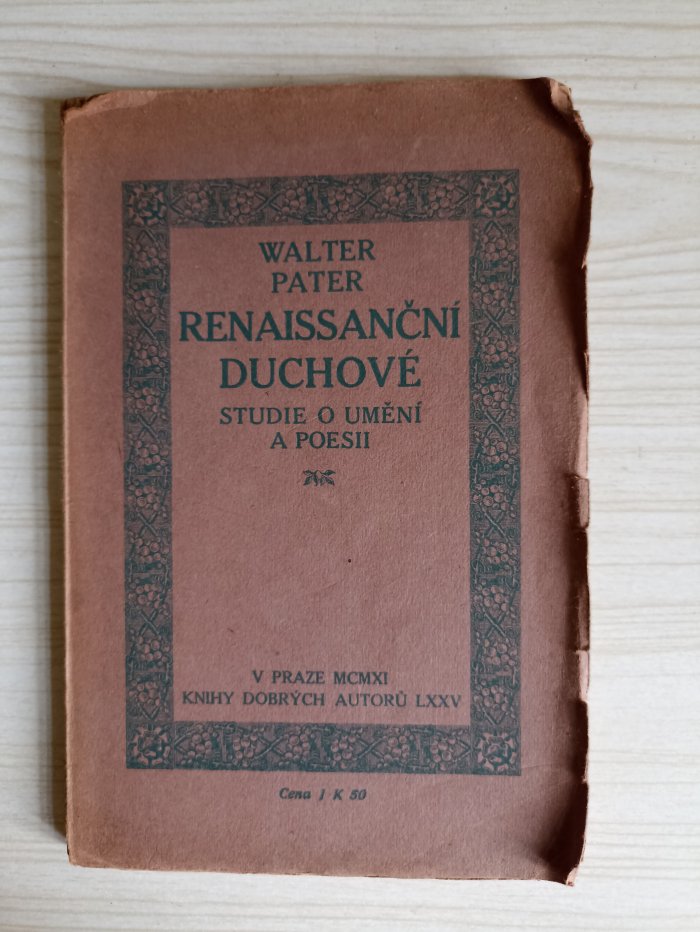 WALTER
PATER
RENAISSANČNÍ
DUCHOVÉ
STUDIE O UMĚNÍ
A POESII
V PRAZE MCMXI
KNIHY DOBRÝCH AUTORŮ LXXV
Cena 1 K 50